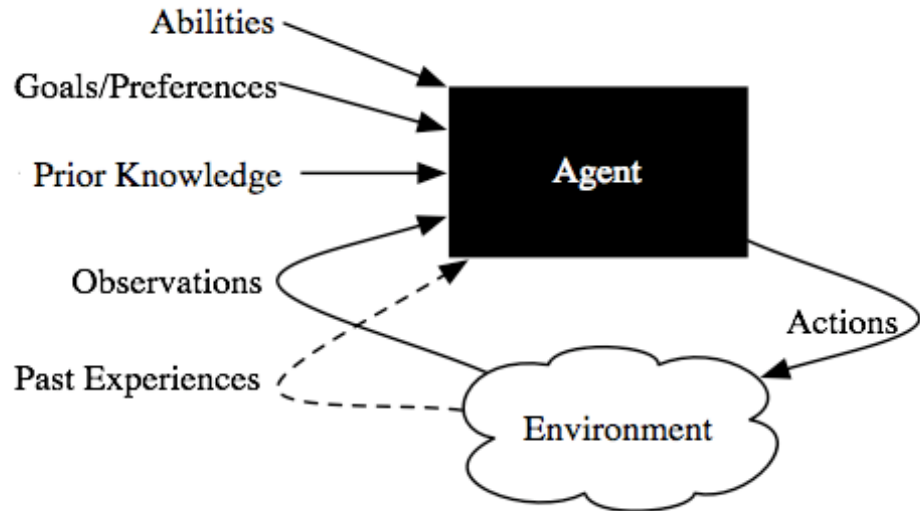 Abilities
Goals/Preferences
Prior Knowledge
Agent
Observations
Actions
Past Experiences
Environment